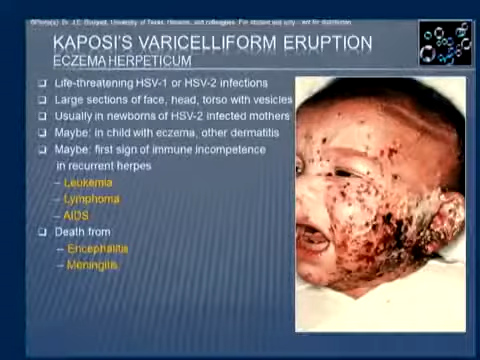 KAPOSI'S VARICELLIFORM ERUPTION
ECZEMA HERPETICUM
❑ Life-threatening HSV-1 or HSV-2 infections
❑ Large sections of face, head, torso with vesicles
❑ Usually in newborns of HSV-2 infected mothers
❑ Maybe: in child with eczema, other dermatitis
❑ Maybe: first sign of immune incompetence
in recurrent herpes
– Leukemia
– Lymphoma
– AIDS
❑ Death from
– Encephalitis
– Meningitis